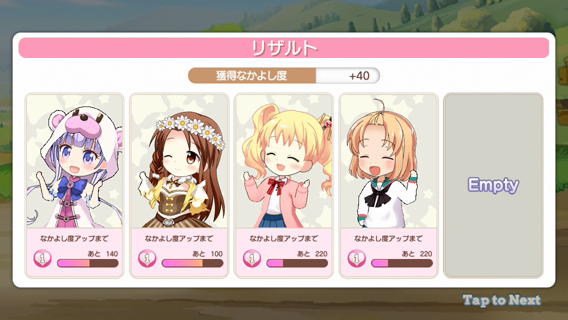 リザルト
獲得なかよし度 +40
なかよし度アップまで
1 あと 140
なかよし度アップまで
1 あと 100
なかよし度アップまで
1 あと 220
なかよし度アップまで
1 あと 220
Empty
Tap to Next